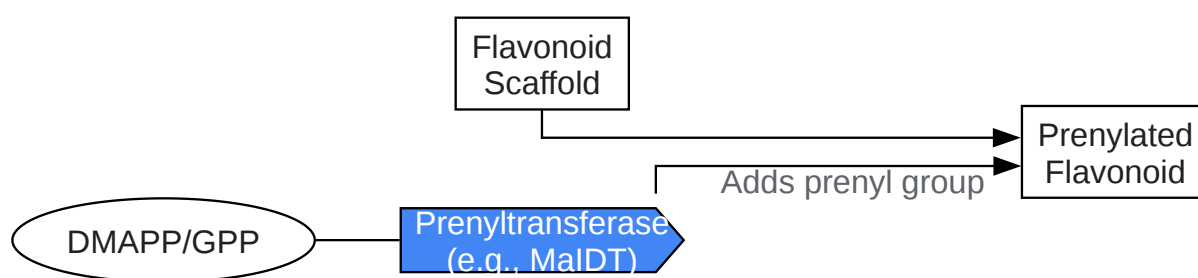 Flavonoid
Scaffold
Prenylated
Flavonoid
Adds prenyl group
DMAPP/GPP
Prenyltransferase
(e.g., MaIDT)